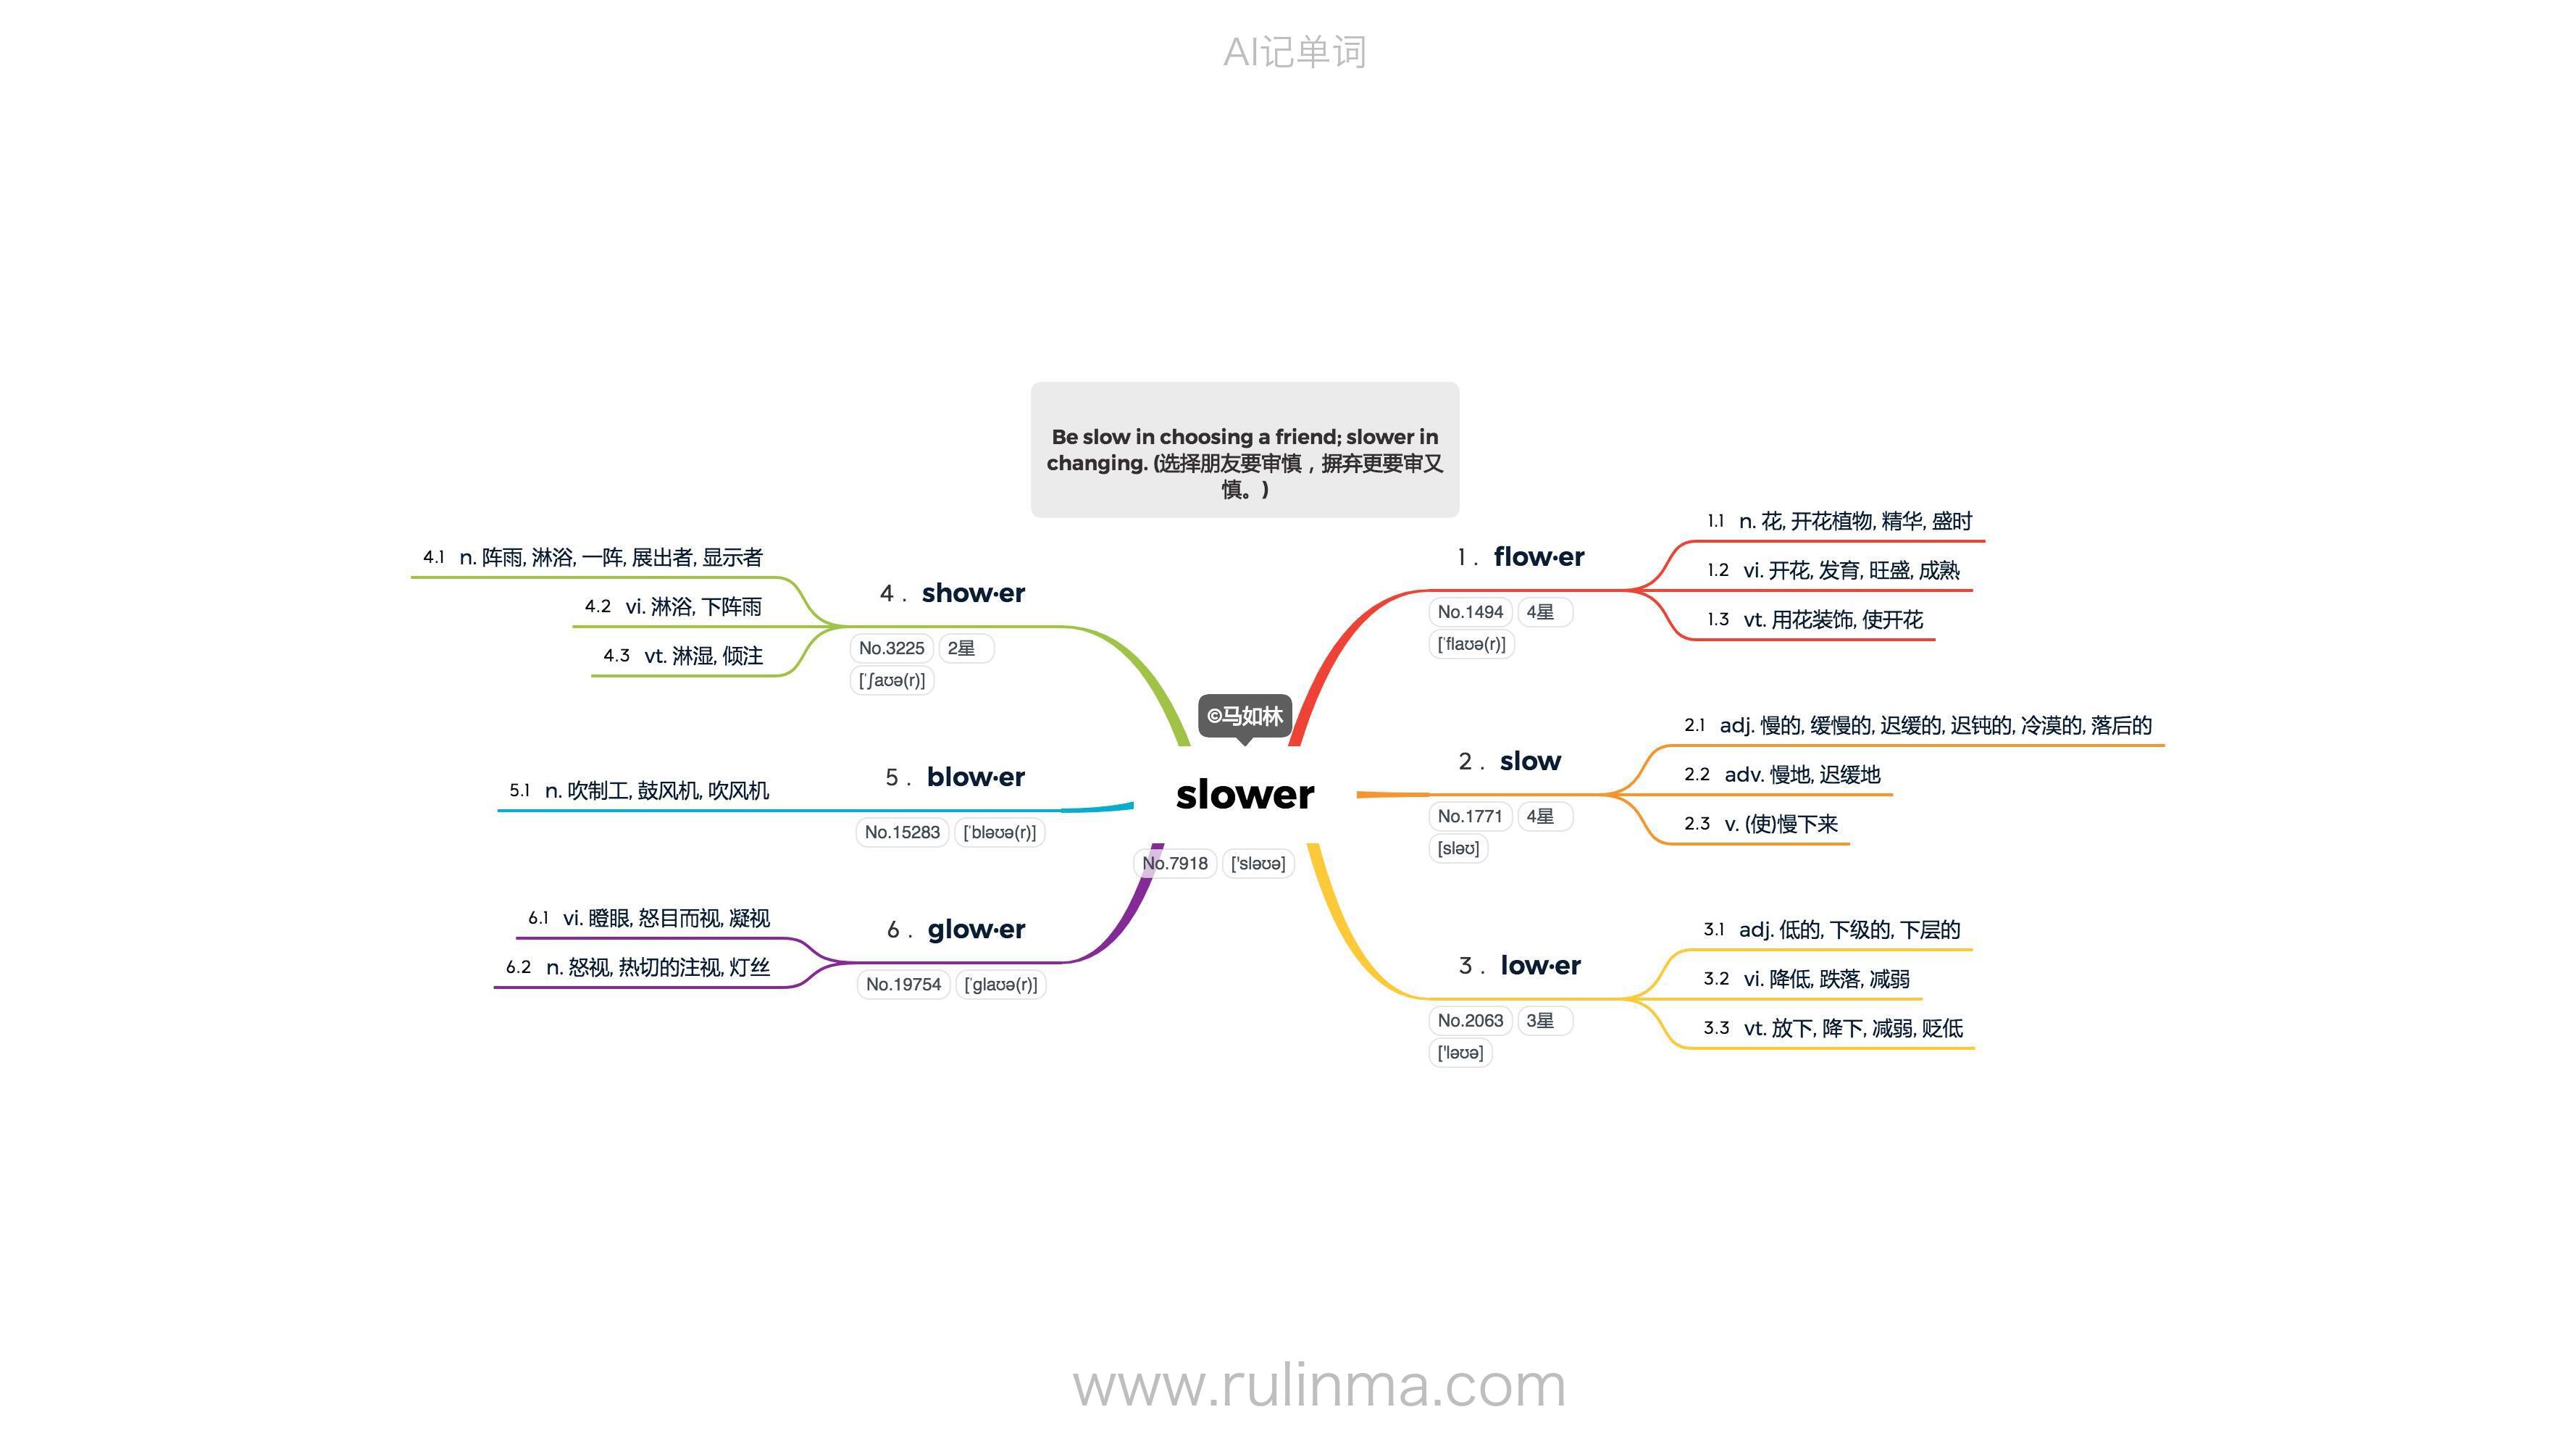 AI记单词
Be slow in choosing a friend; slower in
changing. (选择朋友要审慎，摒弃更要审又
慎。)
©马如林
slower
No.7918 ['sləʊə]
1 . flow·er
No.1494 4星
['flaʊə(r)]
1.1 n. 花, 开花植物, 精华, 盛时
1.2 vi. 开花, 发育, 旺盛, 成熟
1.3 vt. 用花装饰, 使开花
2 . slow
No.1771 4星
[sləʊ]
2.1 adj. 慢的, 缓慢的, 迟缓的, 迟钝的, 冷漠的, 落后的
2.2 adv. 慢地, 迟缓地
2.3 v. (使)慢下来
3 . low·er
No.2063 3星
['ləʊə]
3.1 adj. 低的, 下级的, 下层的
3.2 vi. 降低, 跌落, 减弱
3.3 vt. 放下, 降下, 减弱, 贬低
4 . show·er
No.3225 2星
['ʃaʊə(r)]
4.1 n. 阵雨, 淋浴, 一阵, 展出者, 显示者
4.2 vi. 淋浴, 下阵雨
4.3 vt. 淋湿, 倾注
5 . blow·er
No.15283 ['bləʊə(r)]
5.1 n. 吹制工, 鼓风机, 吹风机
6 . glow·er
No.19754 ['glaʊə(r)]
6.1 vi. 瞪眼, 怒目而视, 凝视
6.2 n. 怒视, 热切的注视, 灯丝
www.rulinma.com